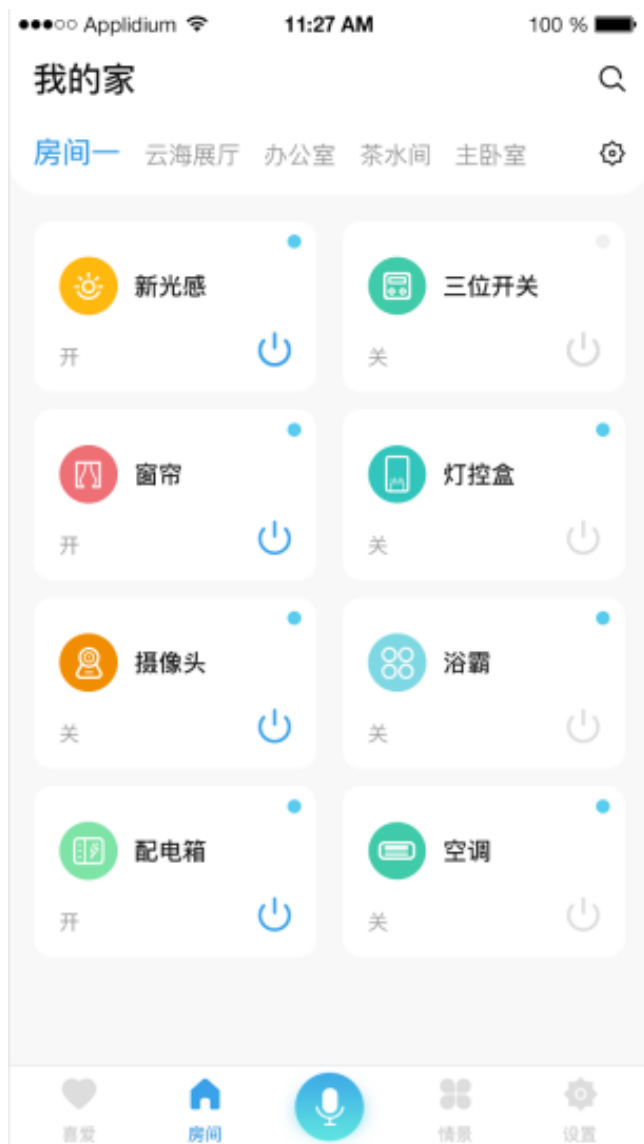 Applidium 11:27 AM 100 %
我的家
房间一 云海展厅 办公室 茶水间 主卧室
新光感 三位开关
开 关
窗帘 灯控盒
开 关
摄像头 浴霸
关 关
配电箱 空调
开 关
喜爱 房间 情景 设置